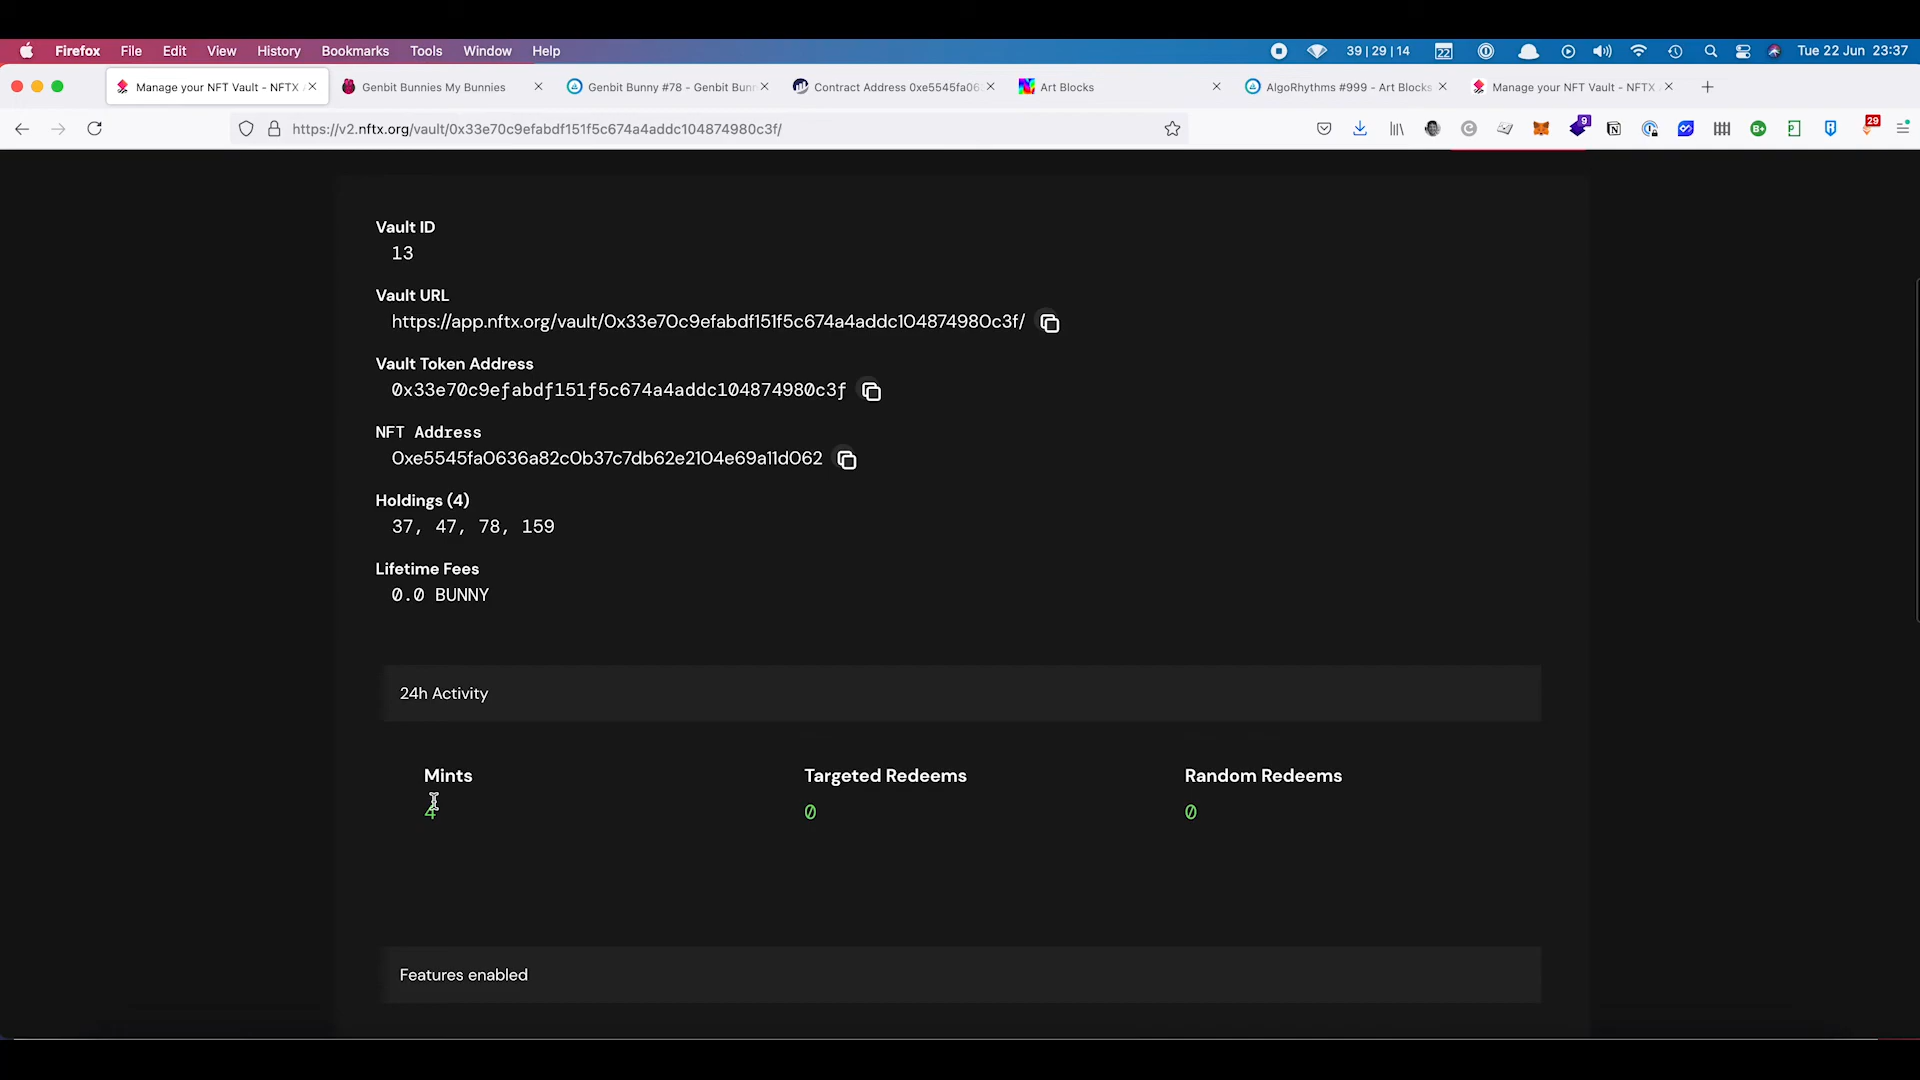 Firefox File Edit View History Bookmarks Tools Window Help 39 | 29 | 14 22 Tue 22 Jun 23:37
Manage your NFT Vault - NFTX Genbit Bunnies My Bunnies Genbit Bunny #78 - Genbit Bunn Contract Address 0xe5545fa06 Art Blocks AlgoRhythms #999 - Art Blocks Manage your NFT Vault - NFTX
https://v2.nftx.org/vault/0x33e70c9efabdf151f5c674a4addc104874980c3f/ 9 29
Vault ID
13
Vault URL
https://app.nftx.org/vault/0x33e70c9efabdf151f5c674a4addc104874980c3f/
Vault Token Address
0x33e70c9efabdf151f5c674a4addc104874980c3f
NFT Address
0xe5545fa0636a82c0b37c7db62e2104e69a11d062
Holdings (4)
37, 47, 78, 159
Lifetime Fees
0.0 BUNNY
24h Activity
Mints Targeted Redeems Random Redeems
4 0 0
Features enabled